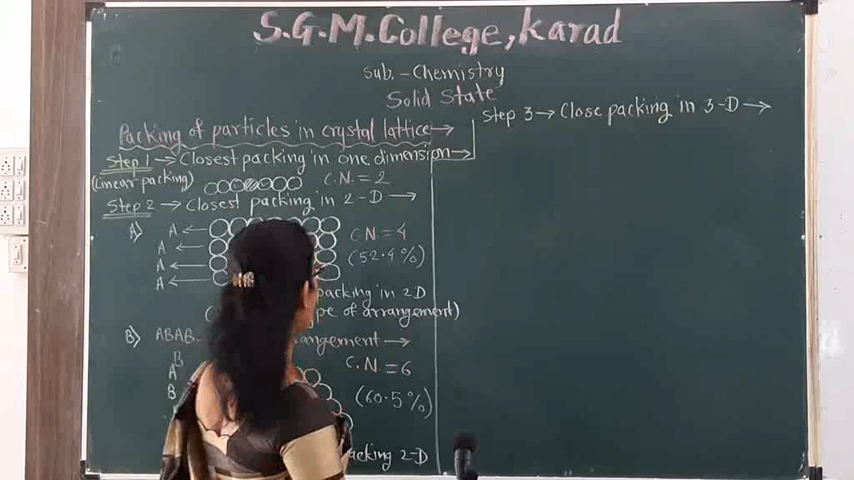 S.G.M. College, Karad
Sub. - Chemistry
Solid State
Packing of particles in crystal lattice →
Step 1 → Closest packing in one dimension →
(Linear packing) C.N. = 2
Step 2 → Closest packing in 2-D →
A) A ← C.N. = 4
A ← (52.4%)
A ←
A ← packing in 2D
pe of arrangement)
B) ABAB angement →
B C.N. = 6
A
B (60.5%)
acking 2-D
Step 3 → Close packing in 3-D →